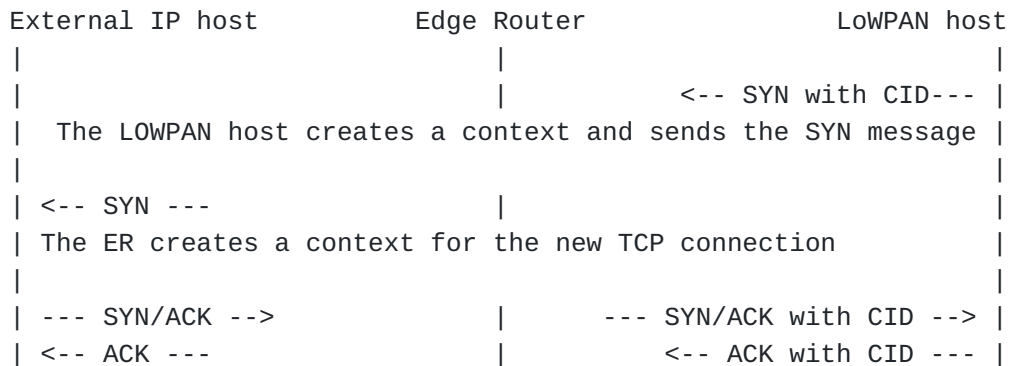 External IP host          Edge Router                LoWPAN host
|                              |                               |
|                              |           <-- SYN with CID--- |
|  The LOWPAN host creates a context and sends the SYN message |
|                                                              |
| <-- SYN ---                  |                               |
| The ER creates a context for the new TCP connection          |
|                                                              |
| --- SYN/ACK -->              |      --- SYN/ACK with CID --> |
| <-- ACK ---                  |          <-- ACK with CID --- |